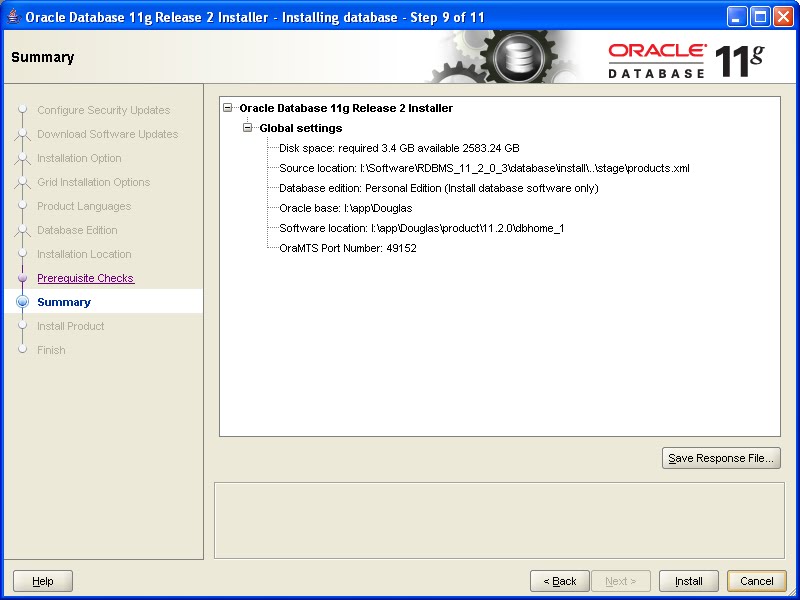 Oracle Database 11g Release 2 Installer - Installing database - Step 9 of 11
Summary
ORACLE
DATABASE
11g
Configure Security Updates
Download Software Updates
Installation Option
Grid Installation Options
Product Languages
Database Edition
Installation Location
Prerequisite Checks
Summary
Install Product
Finish
Oracle Database 11g Release 2 Installer
Global settings
Disk space: required 3.4 GB available 2583.24 GB
Source location: I:\Software\RDBMS_11_2_0_3\database\install\..\stage\products.xml
Database edition: Personal Edition (Install database software only)
Oracle base: I:\app\Douglas
Software location: I:\app\Douglas\product\11.2.0\dbhome_1
OraMTS Port Number: 49152
Save Response File...
Help
< Back
Next >
Install
Cancel